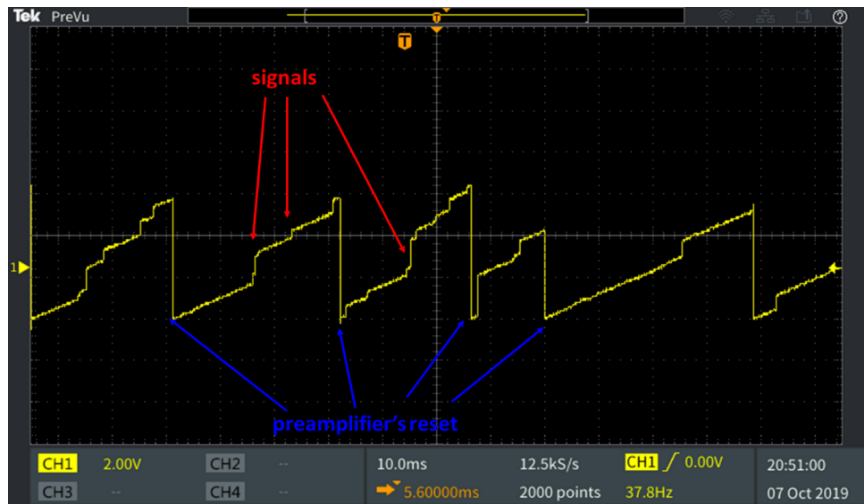 Tek PreVu
T
T
signals
1
preamplifier's reset
CH1 2.00V CH2 -- 10.0ms 12.5kS/s CH1 0.00V 20:51:00
CH3 -- CH4 -- 5.60000ms 2000 points 37.8Hz 07 Oct 2019